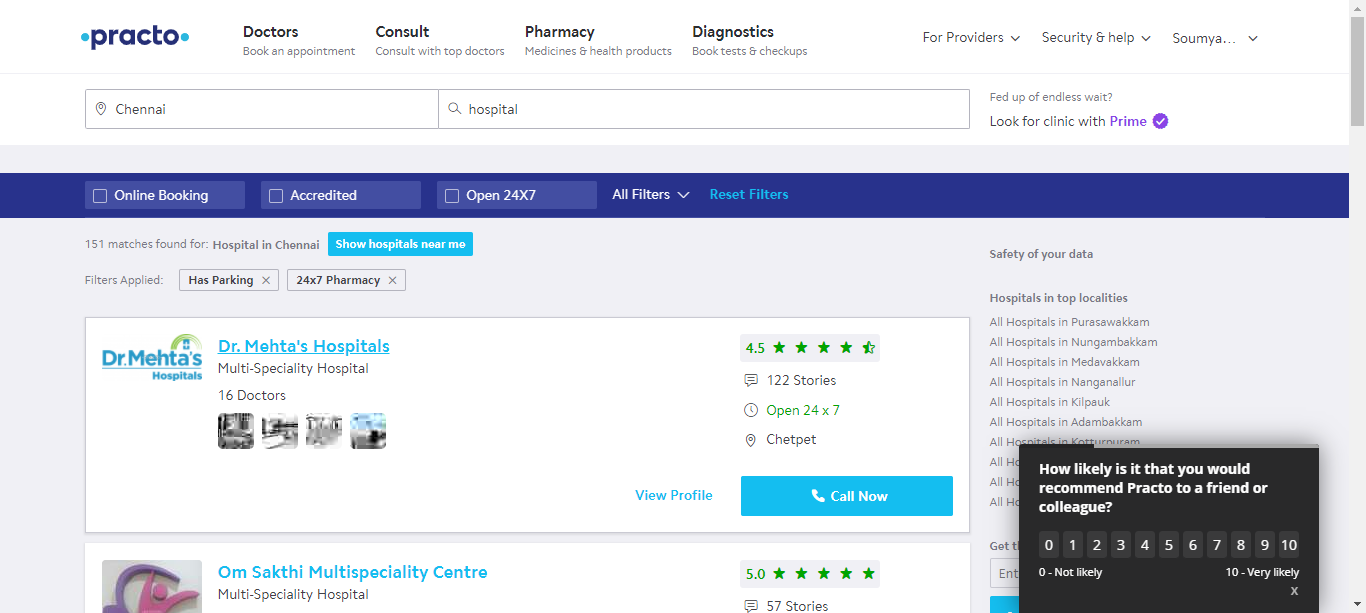 practo
Doctors
Book an appointment
Consult
Consult with top doctors
Pharmacy
Medicines & health products
Diagnostics
Book tests & checkups
For Providers
Security & help
Soumya...
Chennai
hospital
Fed up of endless wait?
Look for clinic with Prime
Online Booking
Accredited
Open 24X7
All Filters
Reset Filters
151 matches found for: Hospital in Chennai
Show hospitals near me
Filters Applied:
Has Parking
24x7 Pharmacy
Dr.Mehta's
Hospitals
Dr. Mehta's Hospitals
Multi-Speciality Hospital
16 Doctors
4.5
122 Stories
Open 24 x 7
Chetpet
View Profile
Call Now
Om Sakthi Multispeciality Centre
Multi-Speciality Hospital
5.0
57 Stories
Safety of your data
Hospitals in top localities
All Hospitals in Purasawakkam
All Hospitals in Nungambakkam
All Hospitals in Medavakkam
All Hospitals in Nanganallur
All Hospitals in Kilpauk
All Hospitals in Adambakkam
All Hospitals in Kotturpuram
All Ho
All Ho
All Ho
Get th
Ent
How likely is it that you would
recommend Practo to a friend or
colleague?
0 1 2 3 4 5 6 7 8 9 10
0 - Not likely
10 - Very likely
X